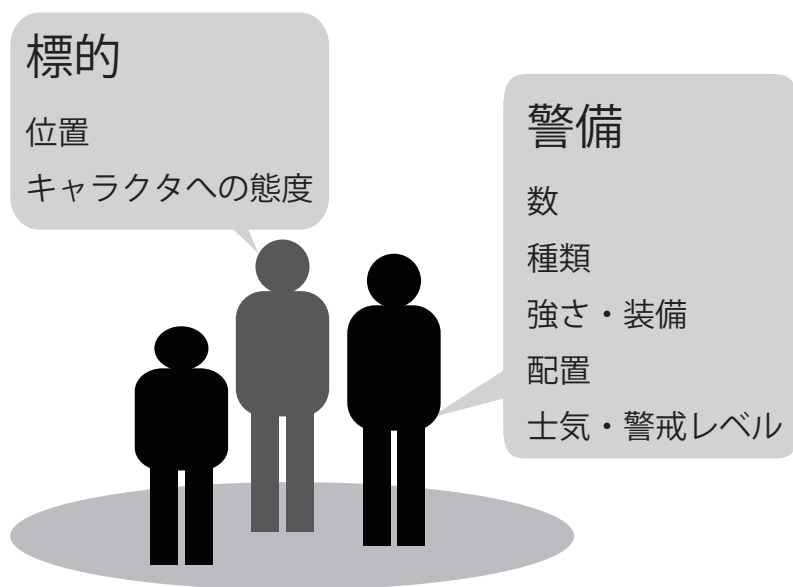 標的
位置
キャラクタへの態度
警備
数
種類
強さ・装備
配置
士気・警戒レベル